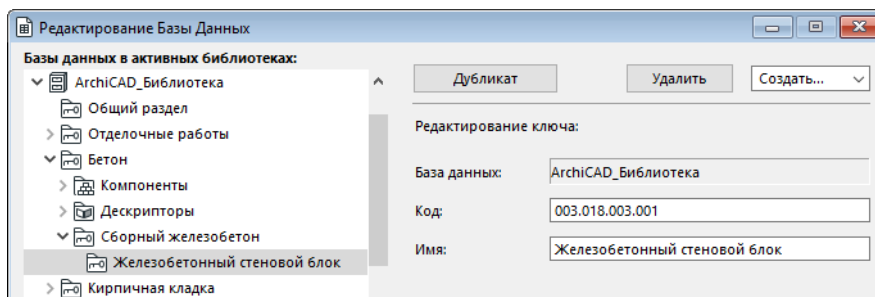 Редактирование Базы Данных
Базы данных в активных библиотеках:
ArchiCAD_Библиотека
Общий раздел
Отделочные работы
Бетон
Компоненты
Дескрипторы
Сборный железобетон
Железобетонный стеновой блок
Кирпичная кладка
Дубликат
Удалить
Создать...
Редактирование ключа:
База данных: ArchiCAD_Библиотека
Код: 003.018.003.001
Имя: Железобетонный стеновой блок